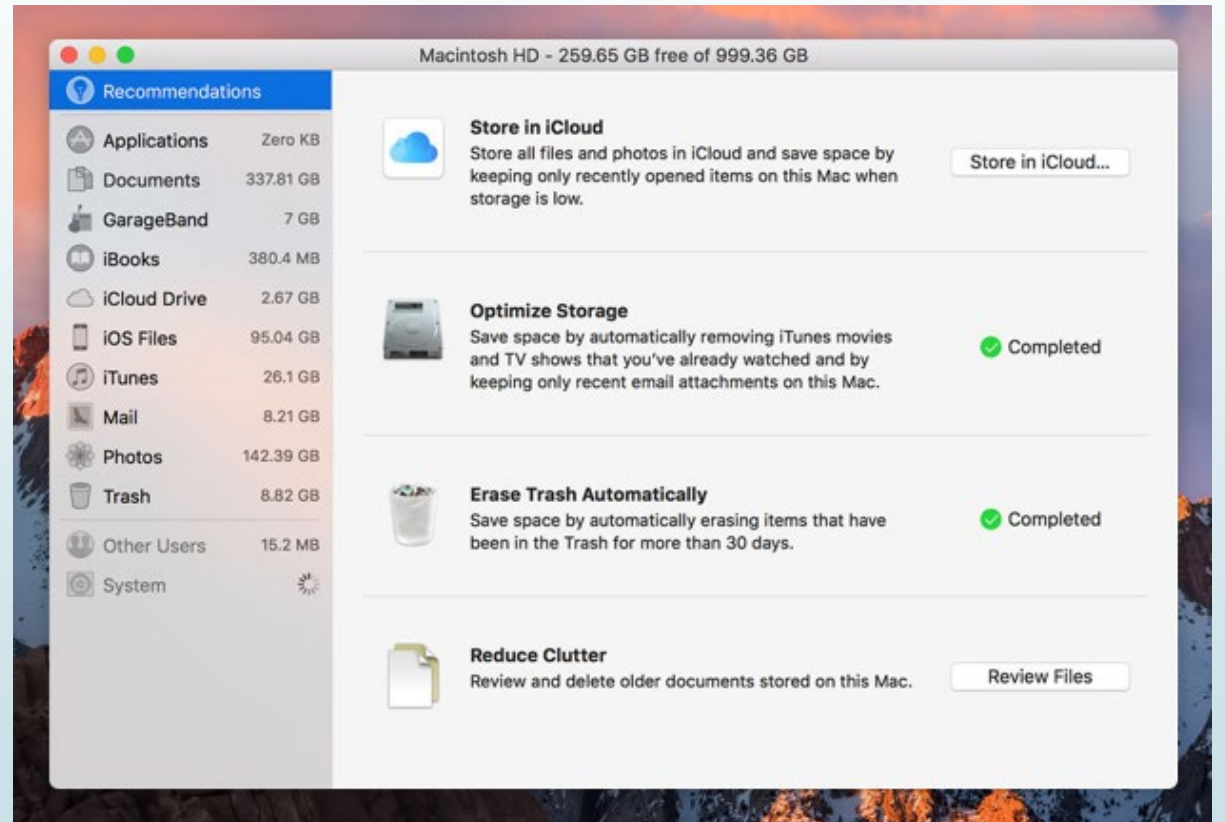 Macintosh HD - 259.65 GB free of 999.36 GB
Recommendations
Applications Zero KB
Documents 337.81 GB
GarageBand 7 GB
iBooks 380.4 MB
iCloud Drive 2.67 GB
iOS Files 95.04 GB
iTunes 26.1 GB
Mail 8.21 GB
Photos 142.39 GB
Trash 8.82 GB
Other Users 15.2 MB
System
Store in iCloud
Store all files and photos in iCloud and save space by
keeping only recently opened items on this Mac when
storage is low.
Store in iCloud...
Optimize Storage
Save space by automatically removing iTunes movies
and TV shows that you've already watched and by
keeping only recent email attachments on this Mac.
Completed
Erase Trash Automatically
Save space by automatically erasing items that have
been in the Trash for more than 30 days.
Completed
Reduce Clutter
Review and delete older documents stored on this Mac.
Review Files